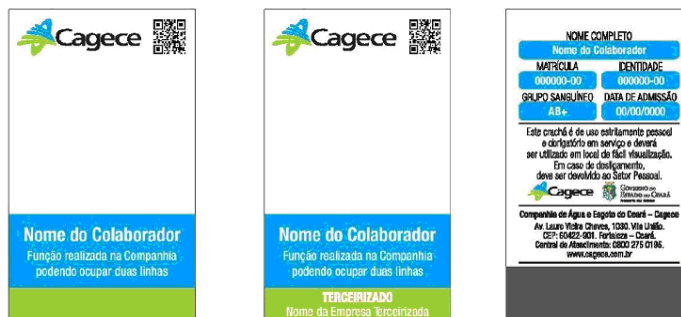 Cagece
Nome do Colaborador
Função realizada na Companhia
podendo ocupar duas linhas
Cagece
Nome do Colaborador
Função realizada na Companhia
podendo ocupar duas linhas
TERCEIRIZADO
Nome da Empresa Terceirizada
NOME COMPLETO
Nome do Colaborador
MATRÍCULA IDENTIDADE
000000-00 000000-00
GRUPO SANGUÍNEO DATA DE ADMISSÃO
AB+ 00/00/0000
Este crachá é de uso estritamente pessoal
e obrigatório em serviço e deverá
ser utilizado em local de fácil visualização.
Em caso de desligamento,
deve ser devolvido ao Setor Pessoal.
Cagece GOVERNO DO
ESTADO DO CEARÁ
Companhia de Água e Esgoto do Ceará – Cagece
Av. Lauro Vieira Chaves, 1030. Vila União.
CEP: 60422-901. Fortaleza – Ceará.
Central de Atendimento: 0800 275 0195.
www.cagece.com.br